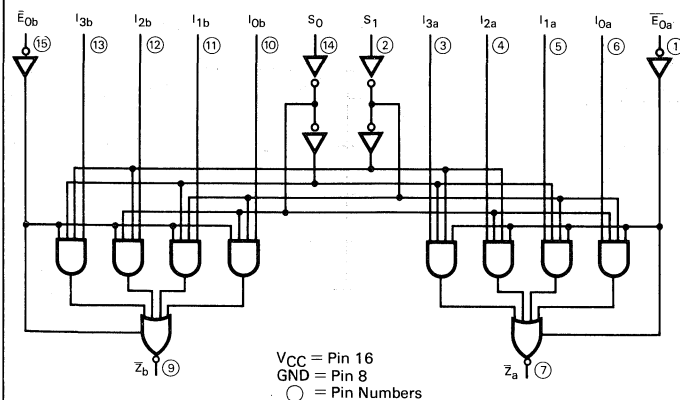 Ē0b I3b I2b I1b I0b S0 S1 I3a I2a I1a I0a Ē0a
15 13 12 11 10 14 2 3 4 5 6 1
Z̄b 9 Z̄a 7
VCC = Pin 16
GND = Pin 8
◯ = Pin Numbers